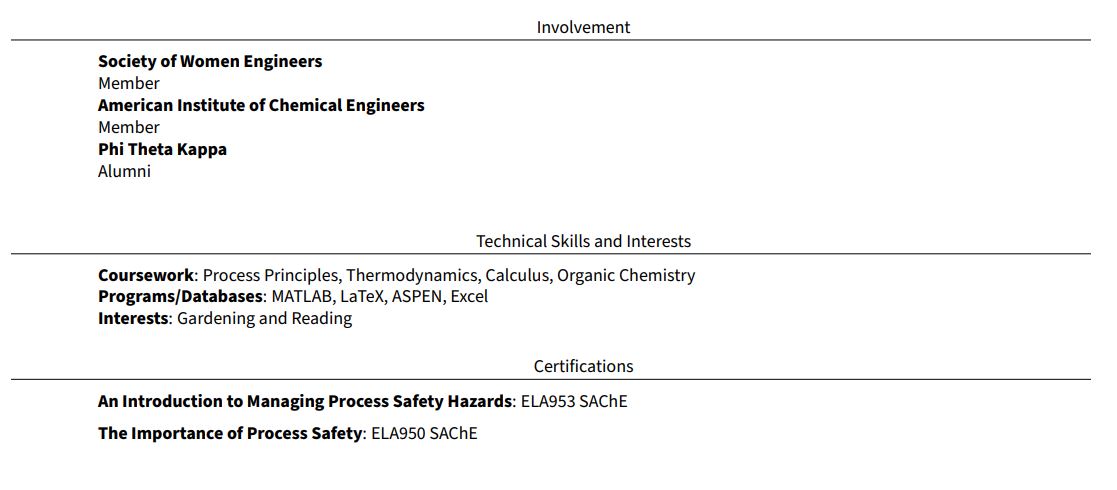 Involvement
Society of Women Engineers
Member
American Institute of Chemical Engineers
Member
Phi Theta Kappa
Alumni
Technical Skills and Interests
Coursework: Process Principles, Thermodynamics, Calculus, Organic Chemistry
Programs/Databases: MATLAB, LaTeX, ASPEN, Excel
Interests: Gardening and Reading
Certifications
An Introduction to Managing Process Safety Hazards: ELA953 SAChE
The Importance of Process Safety: ELA950 SAChE